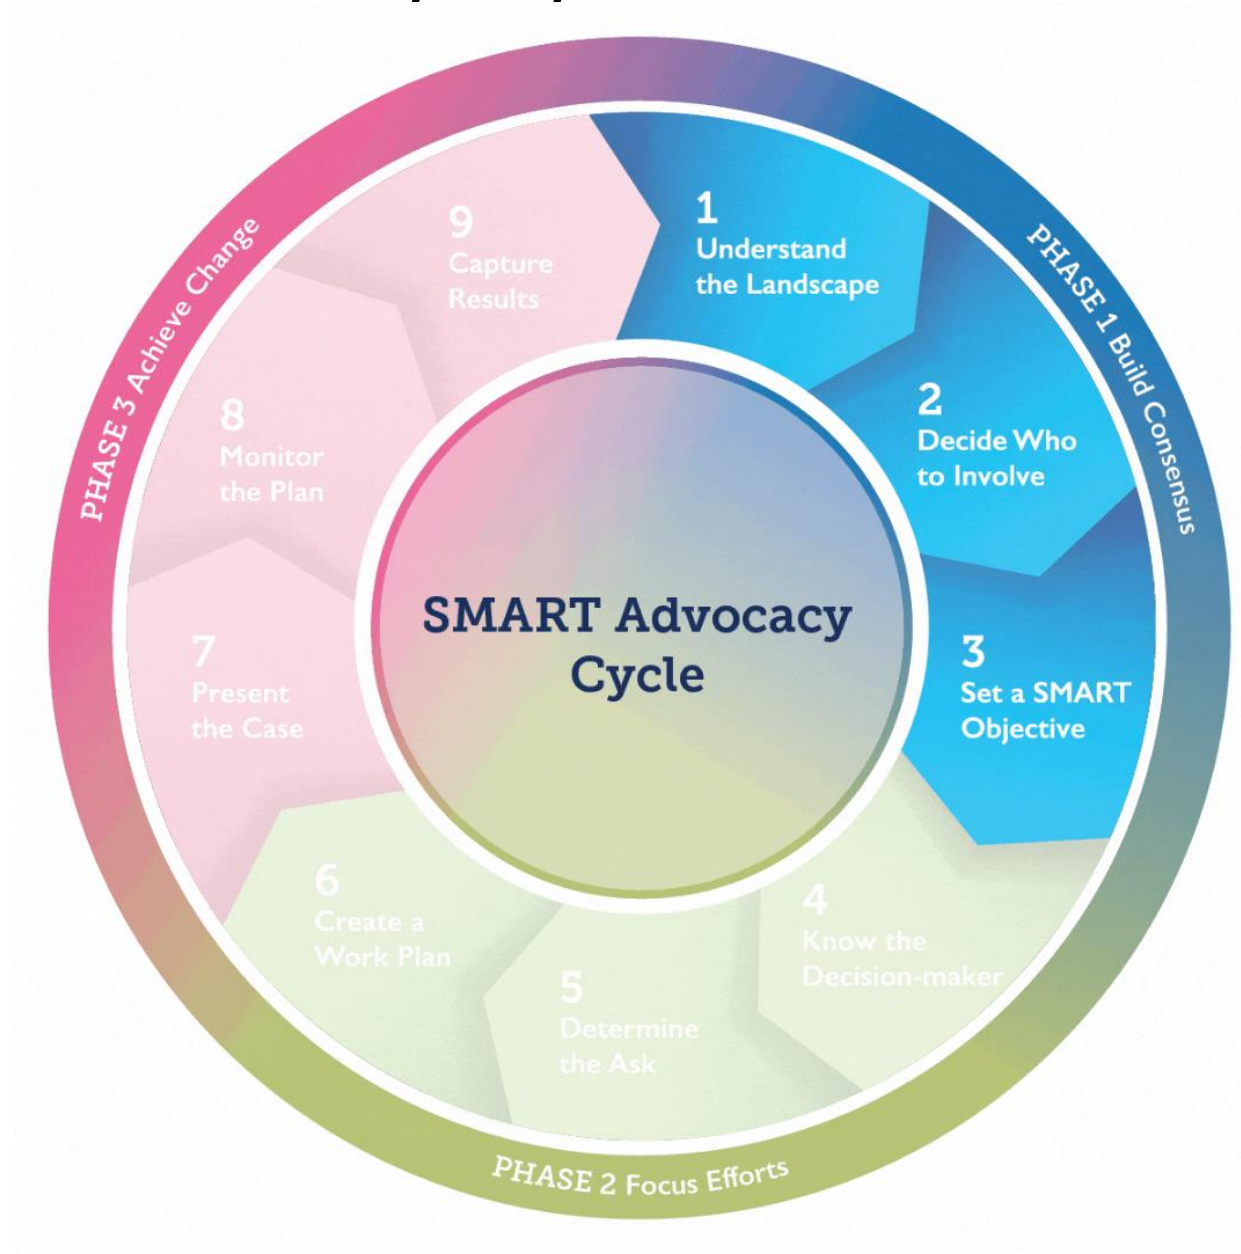 SMART Advocacy
Cycle
PHASE 1 Build Consensus
1
Understand
the Landscape
2
Decide Who
to Involve
3
Set a SMART
Objective
PHASE 2 Focus Efforts
4
Know the
Decision-maker
5
Determine
the Ask
6
Create a
Work Plan
PHASE 3 Achieve Change
7
Present
the Case
8
Monitor
the Plan
9
Capture
Results